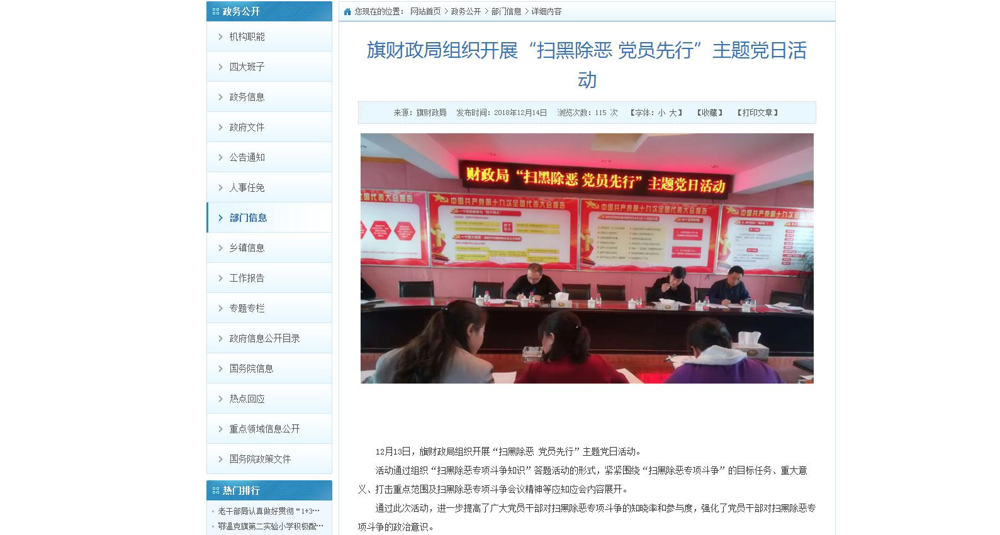 政务公开
机构职能
四大班子
政务信息
政府文件
公告通知
人事任免
部门信息
乡镇信息
工作报告
专题专栏
政府信息公开目录
国务院信息
热点回应
重点领域信息公开
国务院政策文件
热门排行
老干部局认真做好贯彻“1+3…
鄂温克旗第二实验小学积极配…
您现在的位置： 网站首页 > 政务公开 > 部门信息 > 详细内容
旗财政局组织开展“扫黑除恶 党员先行”主题党日活
动
来源：旗财政局 发布时间：2018年12月14日 浏览次数：115 次 【字体：小 大】 【收藏】 【打印文章】
财政局“扫黑除恶 党员先行”主题党日活动
全国代表大会报告
中国共产党第十九次全国代表大会报告
中国共产党第十九次全国代表大会报告
中国共产党第十九次全国代表大会报
12月13日，旗财政局组织开展“扫黑除恶 党员先行”主题党日活动。
活动通过组织“扫黑除恶专项斗争知识”答题活动的形式，紧紧围绕“扫黑除恶专项斗争”的目标任务、重大意
义、打击重点范围及扫黑除恶专项斗争会议精神等应知应会内容展开。
通过此次活动，进一步提高了广大党员干部对扫黑除恶专项斗争的知晓率和参与度，强化了党员干部对扫黑除恶专
项斗争的政治意识。